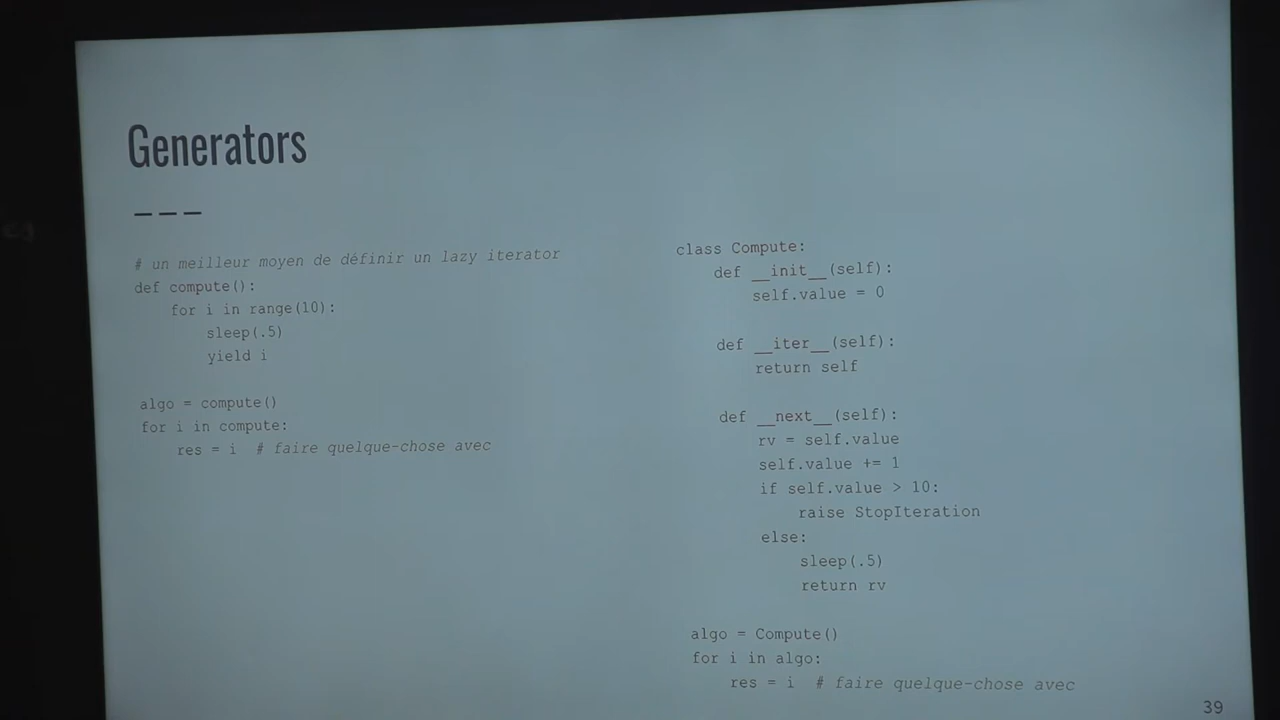 Generators
---
# un meilleur moyen de définir un lazy iterator
def compute():
    for i in range(10):
        sleep(.5)
        yield i
algo = compute()
for i in compute:
    res = i  # faire quelque-chose avec
class Compute:
    def __init__(self):
        self.value = 0
    def __iter__(self):
        return self
    def __next__(self):
        rv = self.value
        self.value += 1
        if self.value > 10:
            raise StopIteration
        else:
            sleep(.5)
            return rv
algo = Compute()
for i in algo:
    res = i  # faire quelque-chose avec
39